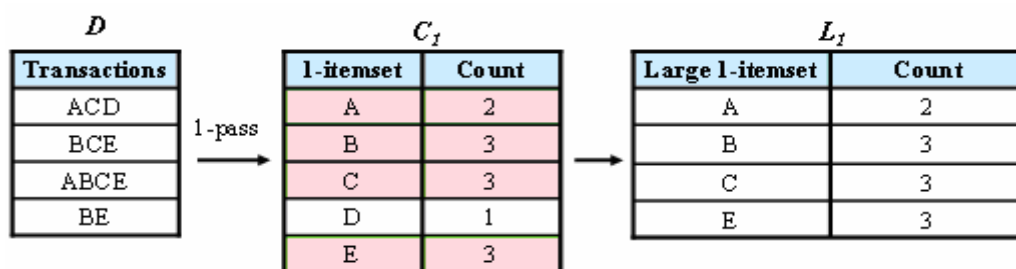 D
Transactions
ACD
BCE
ABCE
BE
1-pass
C1
1-itemset Count
A 2
B 3
C 3
D 1
E 3
L1
Large 1-itemset Count
A 2
B 3
C 3
E 3